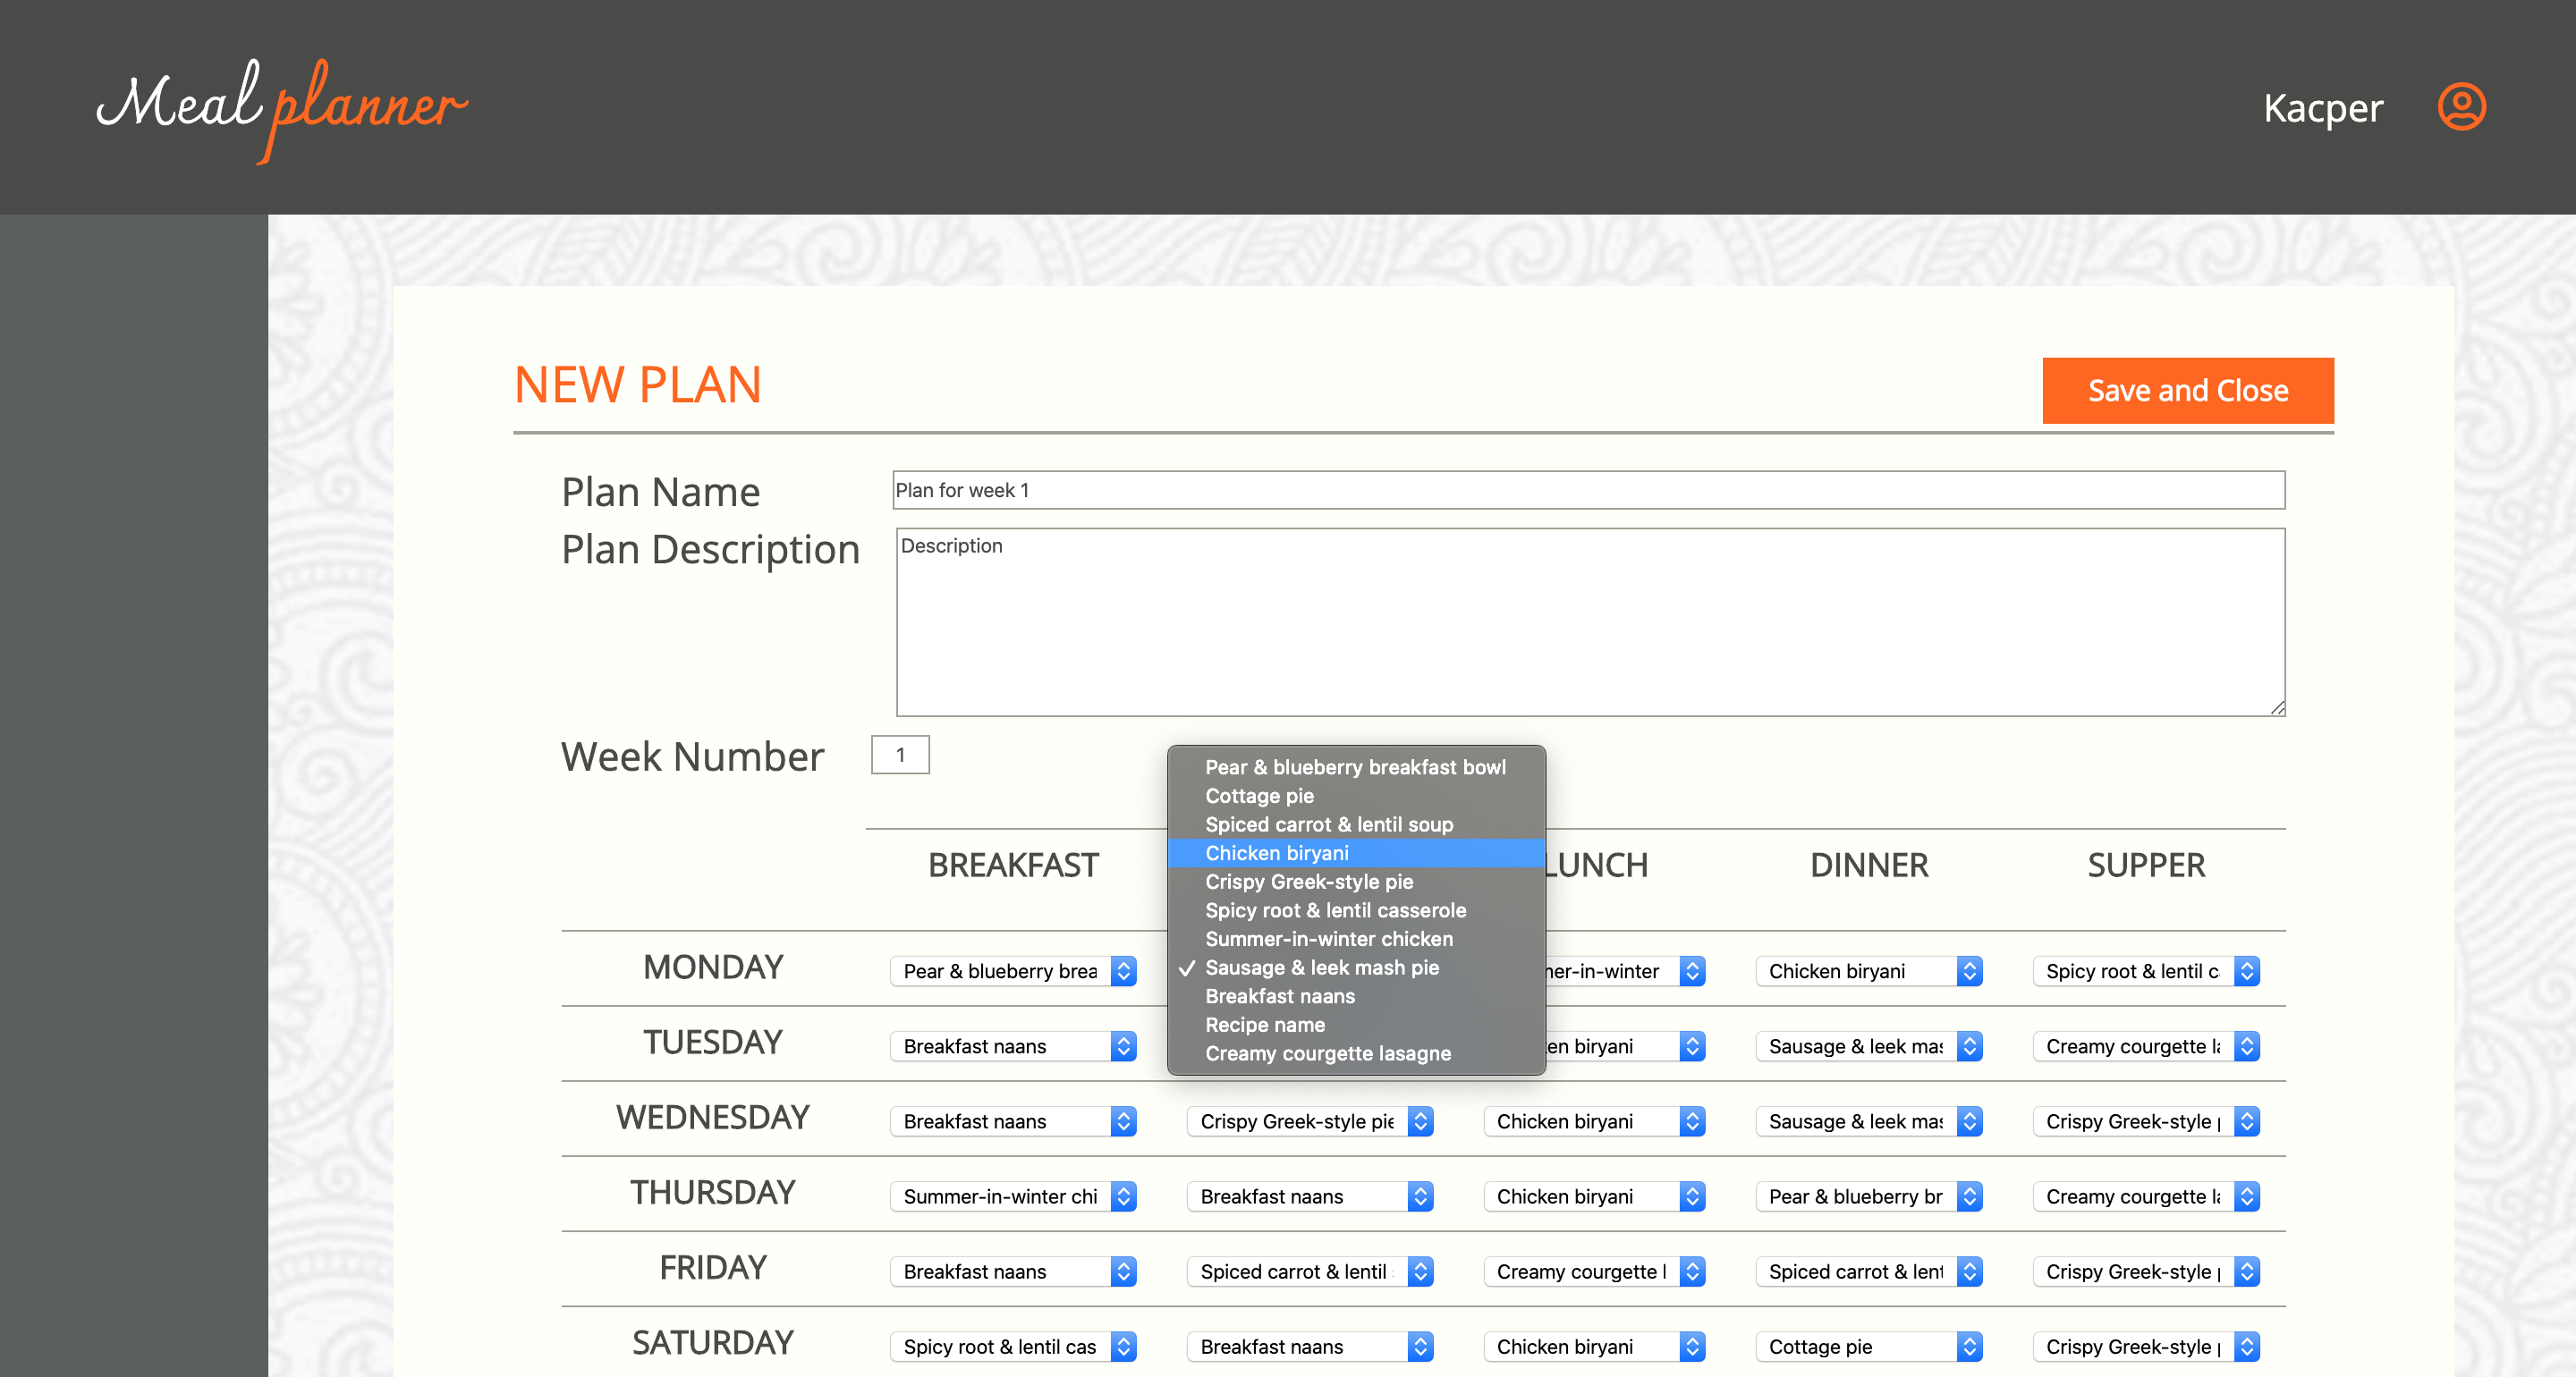 Meal planner
Kacper
NEW PLAN
Save and Close
Plan Name
Plan for week 1
Plan Description
Description
Week Number
1
Pear & blueberry breakfast bowl
Cottage pie
Spiced carrot & lentil soup
Chicken biryani
Crispy Greek-style pie
Spicy root & lentil casserole
Summer-in-winter chicken
✓ Sausage & leek mash pie
Breakfast naans
Recipe name
Creamy courgette lasagne
BREAKFAST LUNCH DINNER SUPPER
MONDAY Pear & blueberry brea ner-in-winter Chicken biryani Spicy root & lentil c
TUESDAY Breakfast naans en biryani Sausage & leek mas Creamy courgette la
WEDNESDAY Breakfast naans Crispy Greek-style pie Chicken biryani Sausage & leek mas Crispy Greek-style p
THURSDAY Summer-in-winter chi Breakfast naans Chicken biryani Pear & blueberry br Creamy courgette la
FRIDAY Breakfast naans Spiced carrot & lentil Creamy courgette l Spiced carrot & lent Crispy Greek-style p
SATURDAY Spicy root & lentil cas Breakfast naans Chicken biryani Cottage pie Crispy Greek-style p